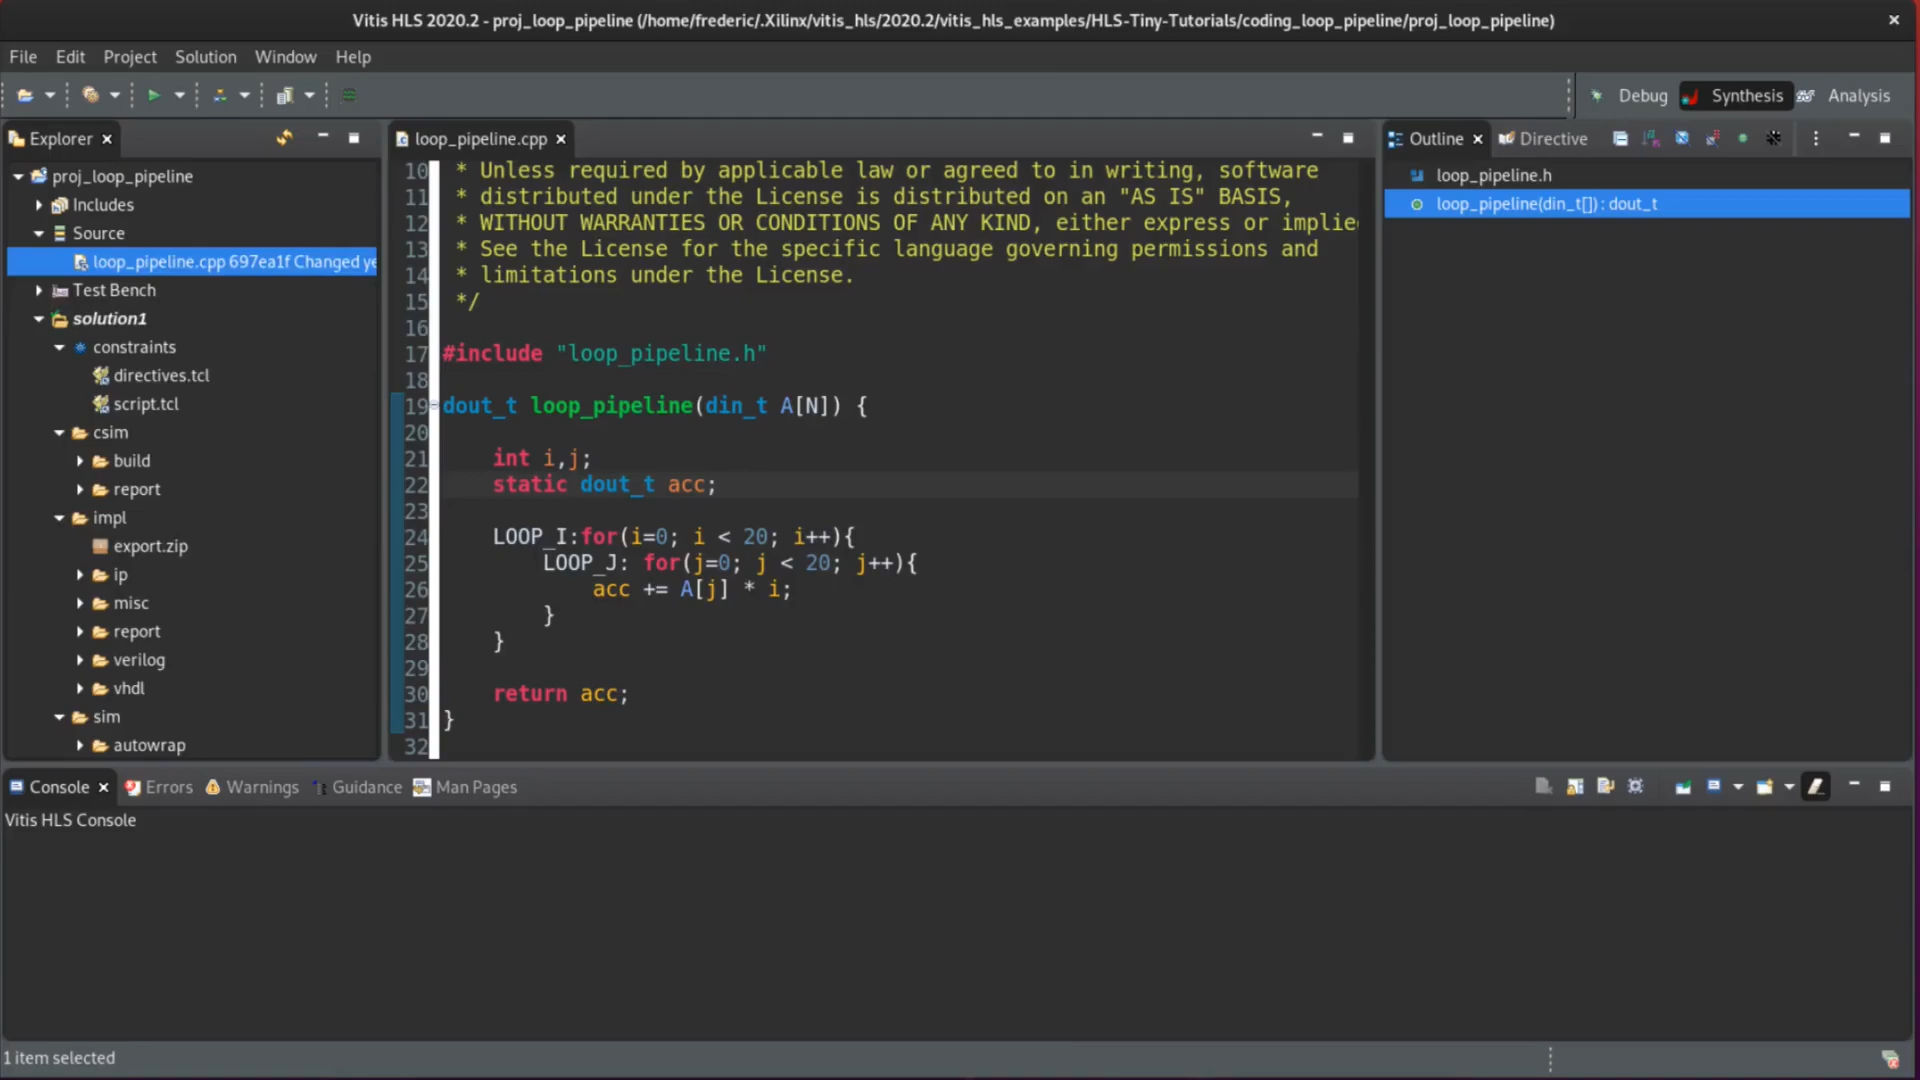 Vitis HLS 2020.2 - proj_loop_pipeline (/home/frederic/.Xilinx/vitis_hls/2020.2/vitis_hls_examples/HLS-Tiny-Tutorials/coding_loop_pipeline/proj_loop_pipeline)
File Edit Project Solution Window Help
Debug Synthesis Analysis
Explorer
proj_loop_pipeline
Includes
Source
loop_pipeline.cpp 697ea1f Changed ye
Test Bench
solution1
constraints
directives.tcl
script.tcl
csim
build
report
impl
export.zip
ip
misc
report
verilog
vhdl
sim
autowrap
loop_pipeline.cpp
10 * Unless required by applicable law or agreed to in writing, software
11 * distributed under the License is distributed on an "AS IS" BASIS,
12 * WITHOUT WARRANTIES OR CONDITIONS OF ANY KIND, either express or implie
13 * See the License for the specific language governing permissions and
14 * limitations under the License.
15 */
16
17 #include "loop_pipeline.h"
18
19 dout_t loop_pipeline(din_t A[N]) {
20
21 int i,j;
22 static dout_t acc;
23
24 LOOP_I:for(i=0; i < 20; i++){
25 LOOP_J: for(j=0; j < 20; j++){
26 acc += A[j] * i;
27 }
28 }
29
30 return acc;
31 }
32
Outline Directive
loop_pipeline.h
loop_pipeline(din_t[]) : dout_t
Console Errors Warnings Guidance Man Pages
Vitis HLS Console
1 item selected